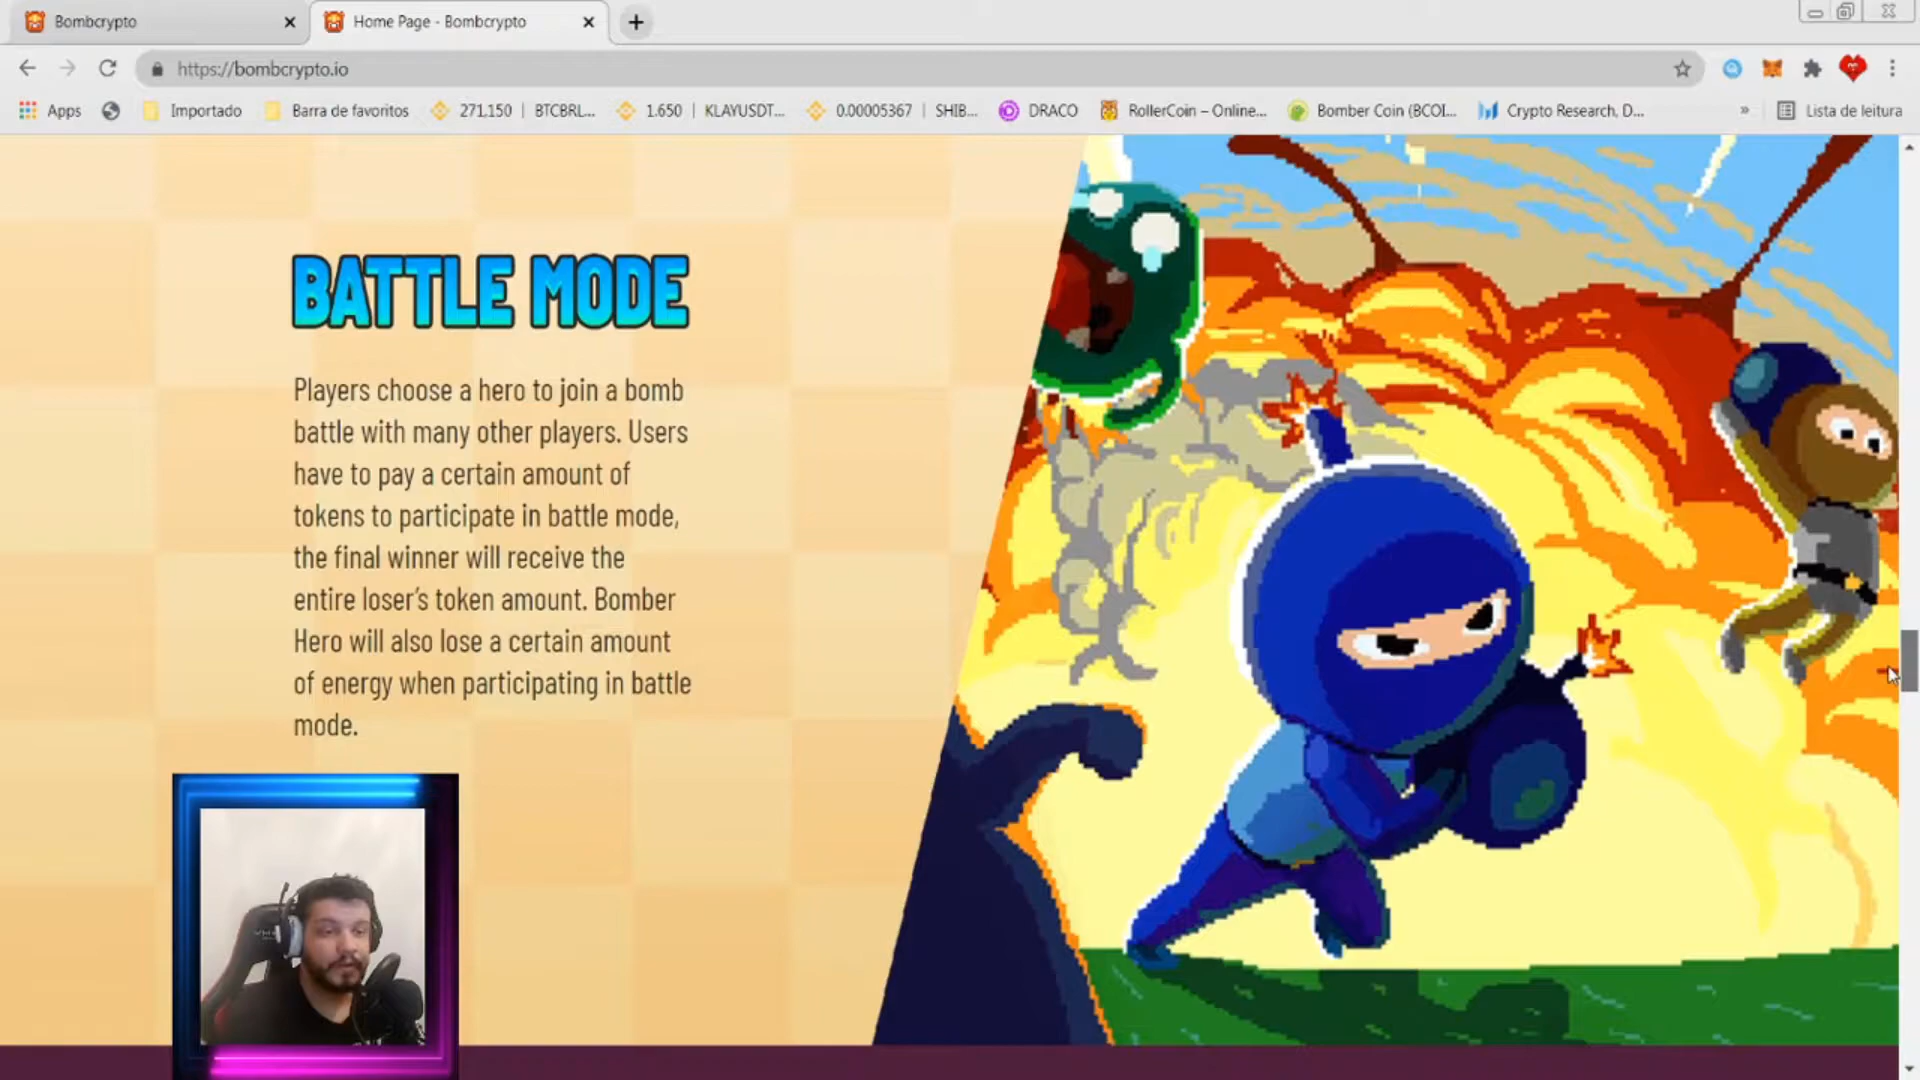 Bombcrypto
Home Page - Bombcrypto
https://bombcrypto.io
Apps
Importado
Barra de favoritos
271,150 | BTCBRL...
1.650 | KLAYUSDT...
0.00005367 | SHIB...
DRACO
RollerCoin – Online...
Bomber Coin (BCOI...
Crypto Research, D...
»
Lista de leitura
BATTLE MODE
Players choose a hero to join a bomb
battle with many other players. Users
have to pay a certain amount of
tokens to participate in battle mode,
the final winner will receive the
entire loser's token amount. Bomber
Hero will also lose a certain amount
of energy when participating in battle
mode.